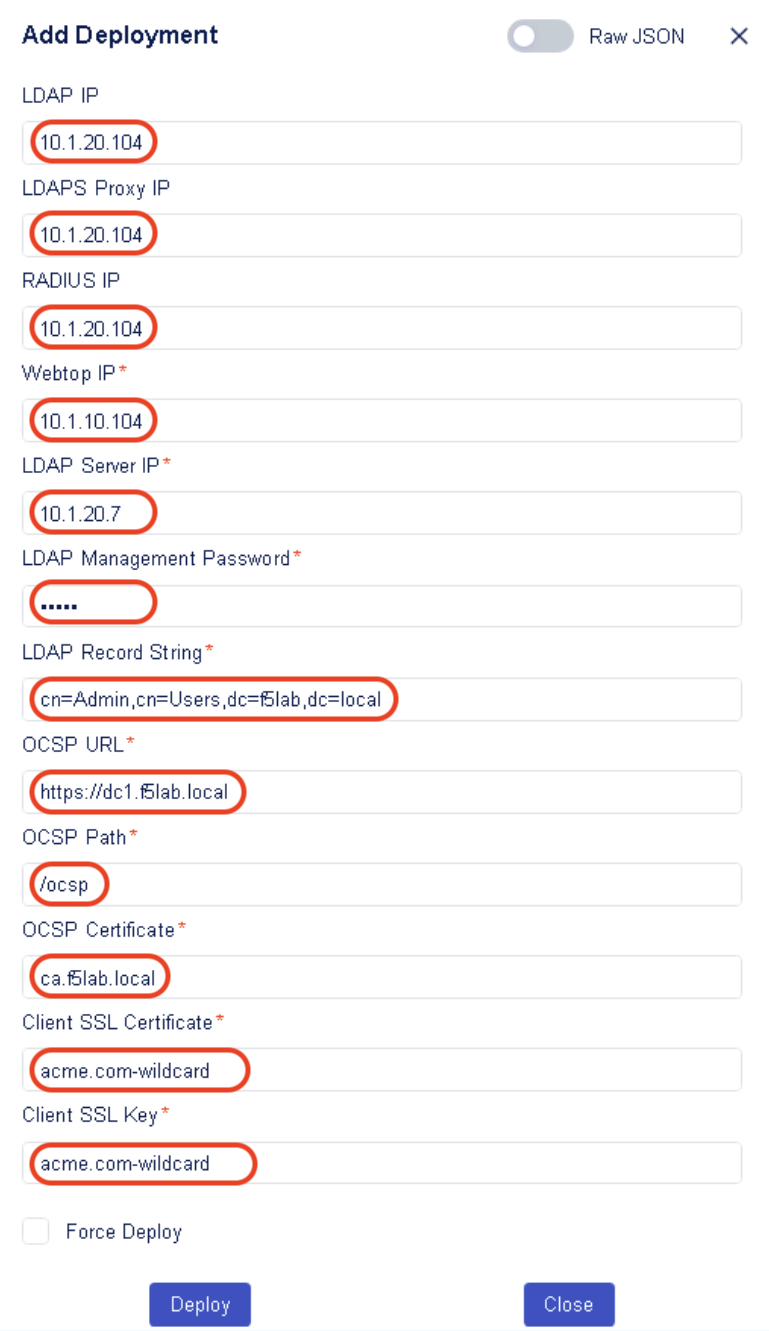 Add Deployment
Raw JSON
LDAP IP
10.1.20.104
LDAPS Proxy IP
10.1.20.104
RADIUS IP
10.1.20.104
Webtop IP*
10.1.10.104
LDAP Server IP*
10.1.20.7
LDAP Management Password*
•••••
LDAP Record String*
cn=Admin,cn=Users,dc=f5lab,dc=local
OCSP URL*
https://dc1.f5lab.local
OCSP Path*
/ocsp
OCSP Certificate*
ca.f5lab.local
Client SSL Certificate*
acme.com-wildcard
Client SSL Key*
acme.com-wildcard
Force Deploy
Deploy
Close